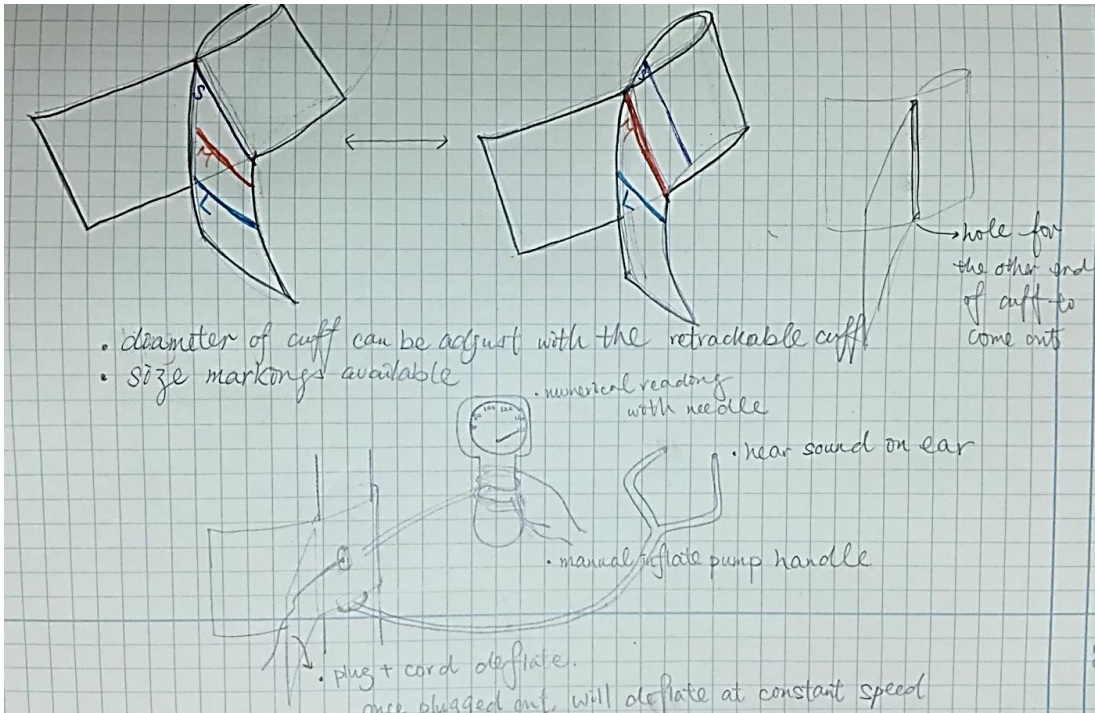 S
M
L
S
M
L
hole for
the other end
of cuff to
come out
• diameter of cuff can be adjust with the retrackable cuff
• size markings available
• numerical reading
with needle
• hear sound on ear
• manual inflate pump handle
• plug + cord deflate.
once plugged out, will deflate at constant speed